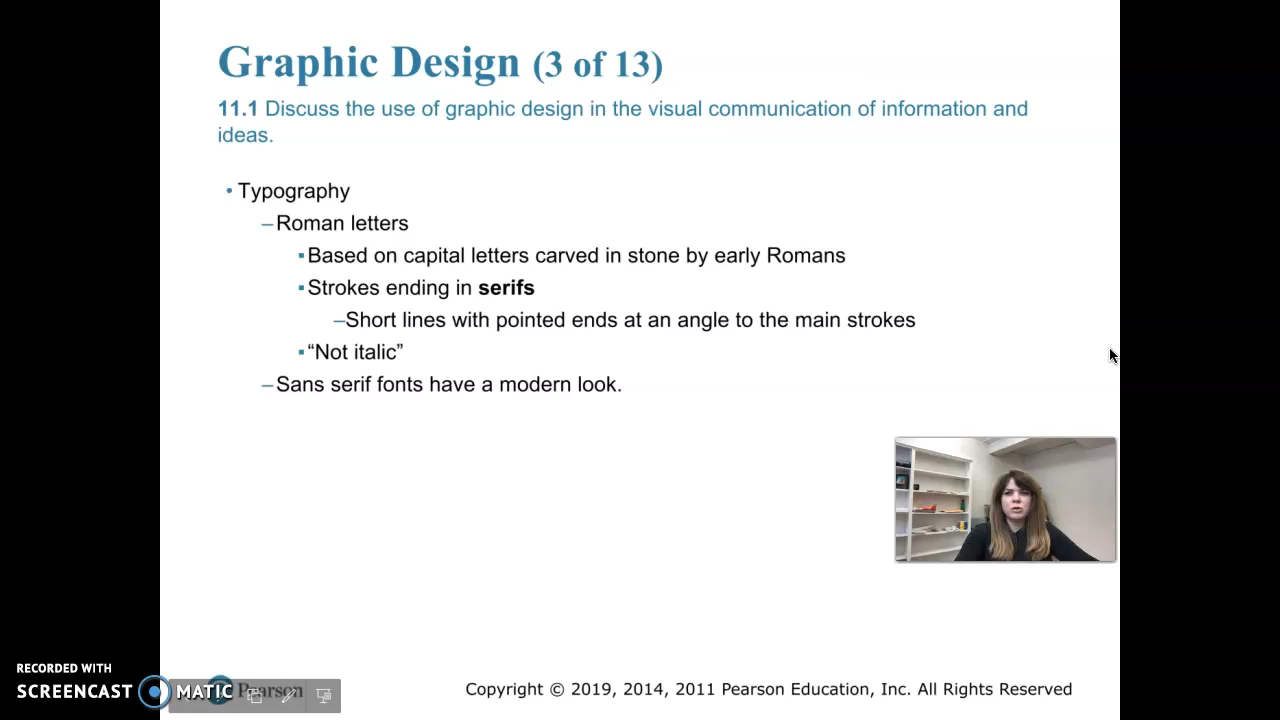 Graphic Design (3 of 13)
11.1 Discuss the use of graphic design in the visual communication of information and
ideas.
• Typography
–Roman letters
▪Based on capital letters carved in stone by early Romans
▪Strokes ending in serifs
–Short lines with pointed ends at an angle to the main strokes
▪“Not italic”
–Sans serif fonts have a modern look.
RECORDED WITH
SCREENCAST MATIC
Pearson
Copyright © 2019, 2014, 2011 Pearson Education, Inc. All Rights Reserved